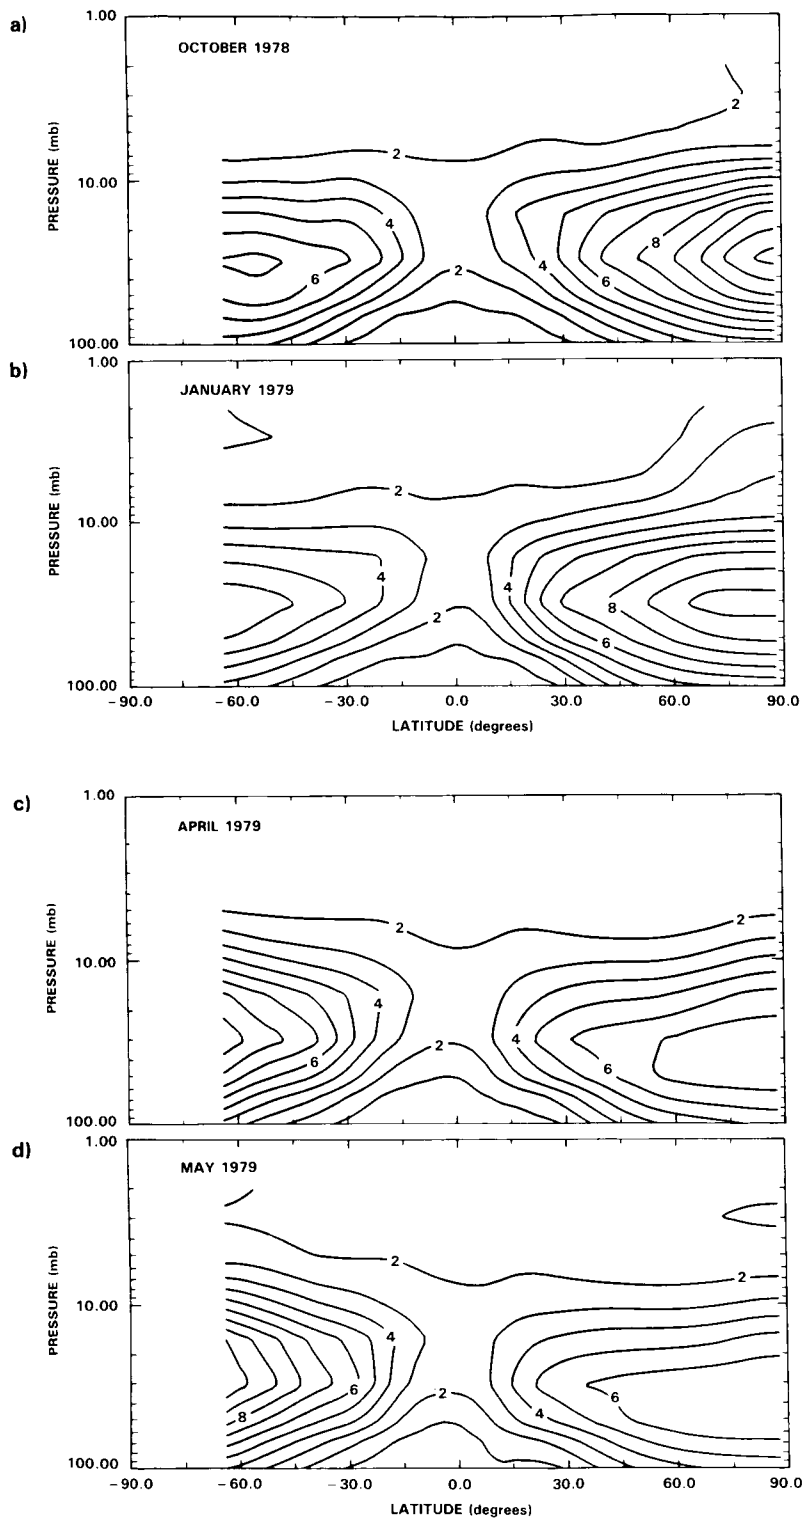 a)
1.00
OCTOBER 1978
2
2
PRESSURE (mb)
10.00
4
8
2
4
6
6
100.00
b)
1.00
JANUARY 1979
2
PRESSURE (mb)
10.00
4
4
2
8
6
100.00
-90.0 -60.0 -30.0 0.0 30.0 60.0 90.0
LATITUDE (degrees)
c)
1.00
APRIL 1979
2
2
PRESSURE (mb)
10.00
4
2
4
6
6
100.00
d)
1.00
MAY 1979
2
2
PRESSURE (mb)
10.00
4
6
2
6
8
4
100.00
-90.0 -60.0 -30.0 0.0 30.0 60.0 90.0
LATITUDE (degrees)